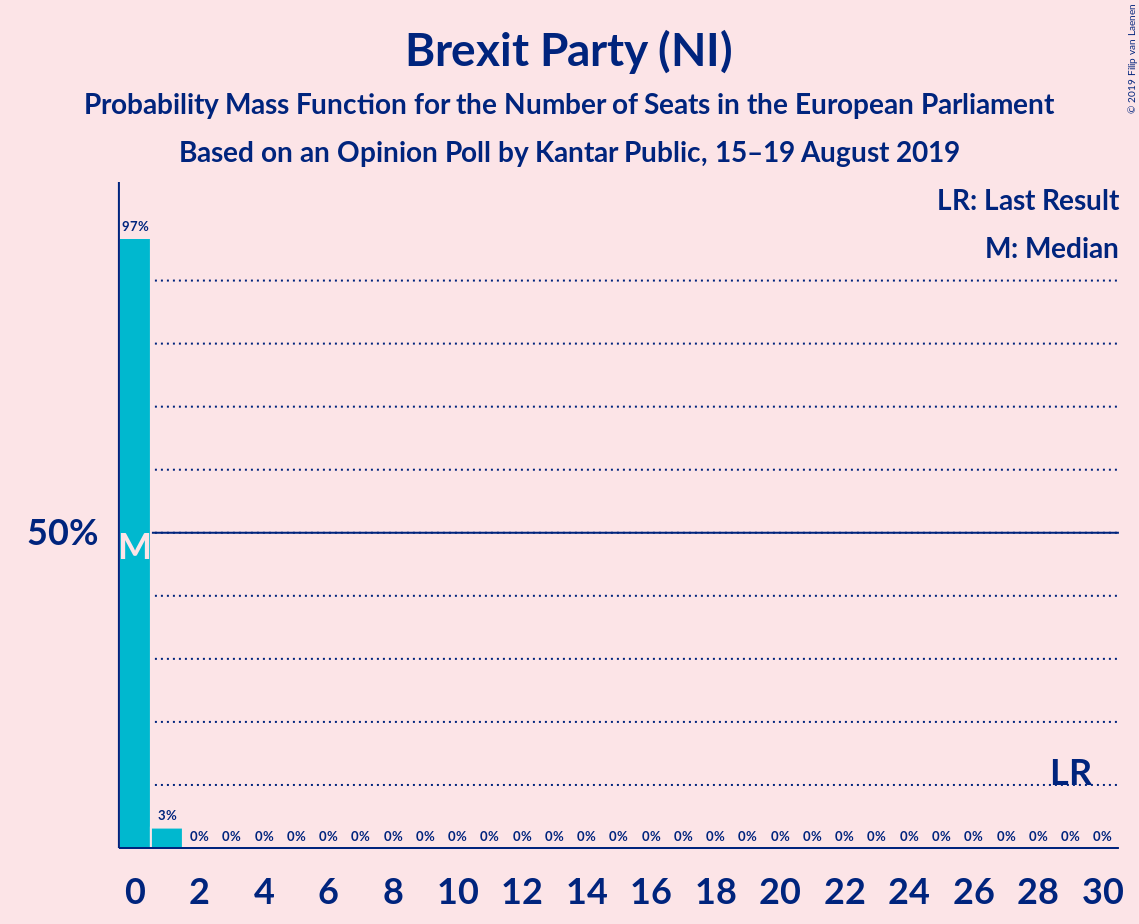 Brexit Party (NI)
Probability Mass Function for the Number of Seats in the European Parliament
Based on an Opinion Poll by Kantar Public, 15–19 August 2019
© 2019 Filip van Laenen
LR: Last Result
M: Median
97%
50%
M
LR
3% 0% 0% 0% 0% 0% 0% 0% 0% 0% 0% 0% 0% 0% 0% 0% 0% 0% 0% 0% 0% 0% 0% 0% 0% 0% 0% 0% 0% 0%
0 2 4 6 8 10 12 14 16 18 20 22 24 26 28 30